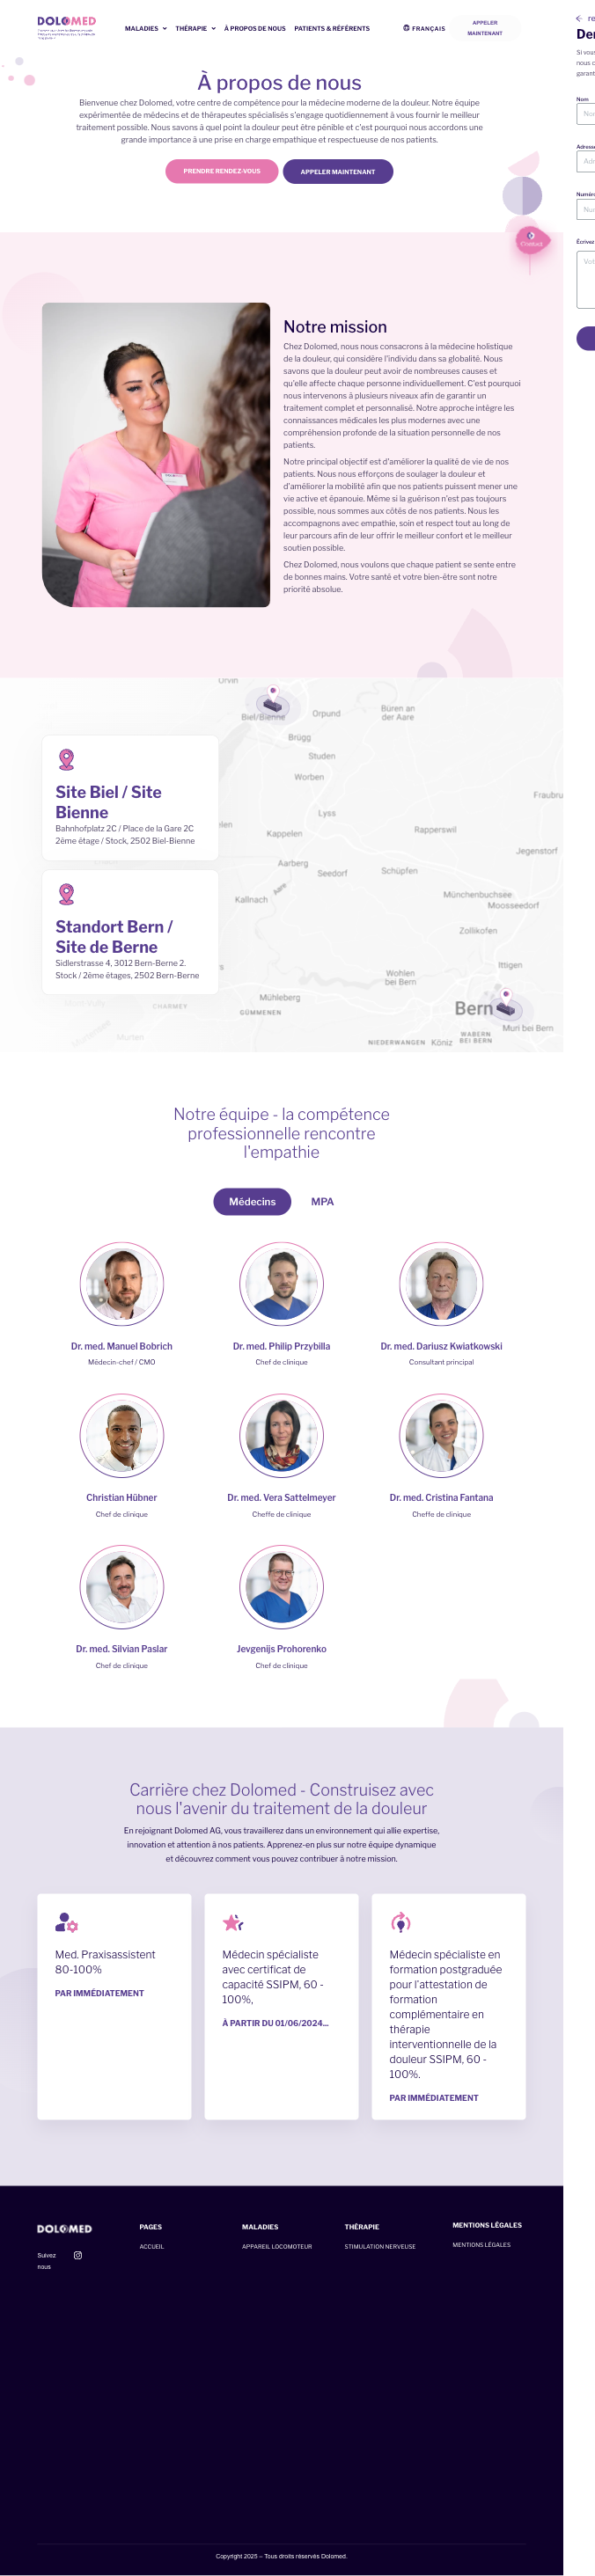 DOLOMED
MALADIES
THÉRAPIE
À PROPOS DE NOUS
PATIENTS & RÉFÉRENTS
FRANÇAIS
APPELER
MAINTENANT
À propos de nous
Bienvenue chez Dolomed, votre centre de compétence pour la médecine moderne de la douleur. Notre équipe
expérimentée de médecins et de thérapeutes spécialisés s'engage quotidiennement à vous fournir le meilleur
traitement possible. Nous savons à quel point la douleur peut être pénible et c'est pourquoi nous accordons une
grande importance à une prise en charge empathique et respectueuse de nos patients.
PRENDRE RENDEZ-VOUS
APPELER MAINTENANT
Contact
Notre mission
Chez Dolomed, nous nous consacrons à la médecine holistique
de la douleur, qui considère l'individu dans sa globalité. Nous
savons que la douleur peut avoir de nombreuses causes et
qu'elle affecte chaque personne individuellement. C'est pourquoi
nous intervenons à plusieurs niveaux afin de garantir un
traitement complet et personnalisé. Notre approche intègre les
connaissances médicales les plus modernes avec une
compréhension profonde de la situation personnelle de nos
patients.
Notre principal objectif est d'améliorer la qualité de vie de nos
patients. Nous nous efforçons de soulager la douleur et
d'améliorer la mobilité afin que nos patients puissent mener une
vie active et épanouie. Même si la guérison n'est pas toujours
possible, nous sommes aux côtés de nos patients. Nous les
accompagnons avec empathie, soin et respect tout au long de
leur parcours afin de leur offrir le meilleur confort et le meilleur
soutien possible.
Chez Dolomed, nous voulons que chaque patient se sente entre
de bonnes mains. Votre santé et votre bien-être sont notre
priorité absolue.
Orvin
Biel/Bienne
Orpund
Büren an
der Aare
Brügg
Studen
Worben
Fraubru
Lyss
Kappelen
Rapperswil
Jegenstorf
Aarberg
Seedorf
Schüpfen
Aare
Kallnach
Münchenbuchsee
Moosseedorf
Zollikofen
Ittigen
Wohlen
bei Bern
Mühleberg
GÜMMENEN
Bern
Muri bei Bern
WABERN
BEI BERN
NIEDERWANGEN
Köniz
CHARMEY
Murten
Site Biel / Site
Bienne
Bahnhofplatz 2C / Place de la Gare 2C
2ème étage / Stock, 2502 Biel-Bienne
Standort Bern /
Site de Berne
Sidlerstrasse 4, 3012 Bern-Berne 2.
Stock / 2ème étages, 2502 Bern-Berne
Notre équipe - la compétence
professionnelle rencontre
l'empathie
Médecins
MPA
Dr. med. Manuel Bobrich
Médecin-chef / CMO
Dr. med. Philip Przybilla
Chef de clinique
Dr. med. Dariusz Kwiatkowski
Consultant principal
Christian Hübner
Chef de clinique
Dr. med. Vera Sattelmeyer
Cheffe de clinique
Dr. med. Cristina Fantana
Cheffe de clinique
Dr. med. Silvian Paslar
Chef de clinique
Jevgenijs Prohorenko
Chef de clinique
Carrière chez Dolomed - Construisez avec
nous l'avenir du traitement de la douleur
En rejoignant Dolomed AG, vous travaillerez dans un environnement qui allie expertise,
innovation et attention à nos patients. Apprenez-en plus sur notre équipe dynamique
et découvrez comment vous pouvez contribuer à notre mission.
Med. Praxisassistent
80-100%
PAR IMMÉDIATEMENT
Médecin spécialiste
avec certificat de
capacité SSIPM, 60 -
100%,
À PARTIR DU 01/06/2024...
Médecin spécialiste en
formation postgraduée
pour l'attestation de
formation
complémentaire en
thérapie
interventionnelle de la
douleur SSIPM, 60 -
100%.
PAR IMMÉDIATEMENT
DOLOMED
Suivez
nous
PAGES
ACCUEIL
MALADIES
APPAREIL LOCOMOTEUR
THÉRAPIE
STIMULATION NERVEUSE
MENTIONS LÉGALES
MENTIONS LÉGALES
Copyright 2025 – Tous droits réservés Dolomed.
re
Der
Si vous
nous c
garant
Nom
Nor
Adresse
Adr
Numéro
Nur
Écrivez
Vot